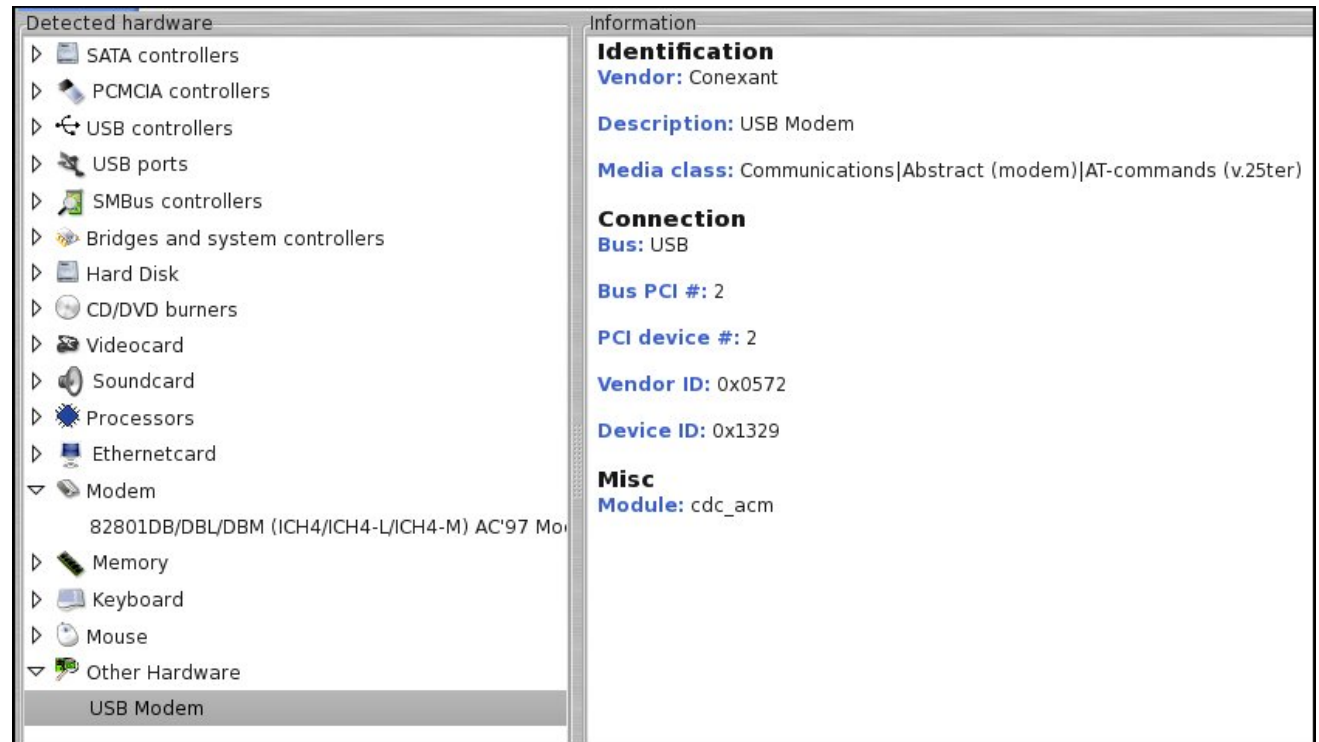 Detected hardware
SATA controllers
PCMCIA controllers
USB controllers
USB ports
SMBus controllers
Bridges and system controllers
Hard Disk
CD/DVD burners
Videocard
Soundcard
Processors
Ethernetcard
Modem
82801DB/DBL/DBM (ICH4/ICH4-L/ICH4-M) AC'97
Memory
Keyboard
Mouse
Other Hardware
USB Modem
Information
Identification
Vendor: Conexant
Description: USB Modem
Media class: Communications|Abstract (modem)|AT-commands (v.25ter)
Connection
Bus: USB
Bus PCI #: 2
PCI device #: 2
Vendor ID: 0x0572
Device ID: 0x1329
Misc
Module: cdc_acm